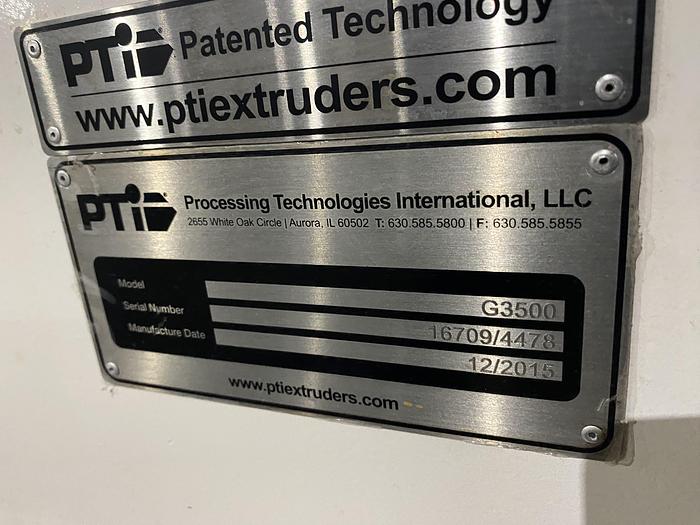 PTi Patented Technology
www.ptiextruders.com
PTi Processing Technologies International, LLC
2655 White Oak Circle | Aurora, IL 60502 T: 630.585.5800 | F: 630.585.5855
Model G3500
Serial Number 16709/4478
Manufacture Date 12/2015
www.ptiextruders.com